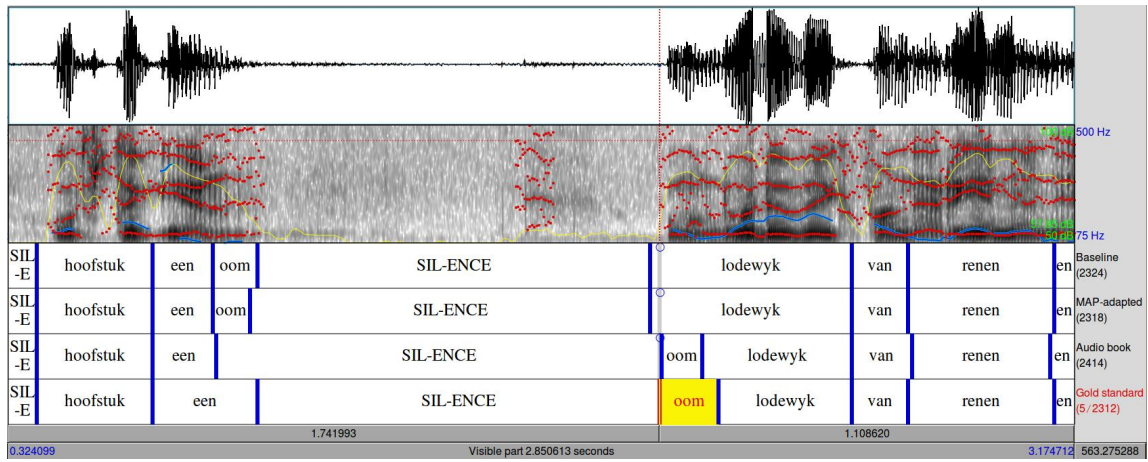 500 Hz
75 Hz
SIL
-E
hoofstuk
een
oom
SIL-ENCE
lodewyk
van
renen
en
Baseline
(2324)
SIL
-E
hoofstuk
een
oom
SIL-ENCE
lodewyk
van
renen
en
MAP-adapted
(2318)
SIL
-E
hoofstuk
een
SIL-ENCE
oom
lodewyk
van
renen
en
Audio book
(2414)
SIL
-E
hoofstuk
een
SIL-ENCE
oom
lodewyk
van
renen
en
Gold standard
(5/2312)
1.741993
1.108620
0.324099
Visible part 2.850613 seconds
3.174712
563.275288